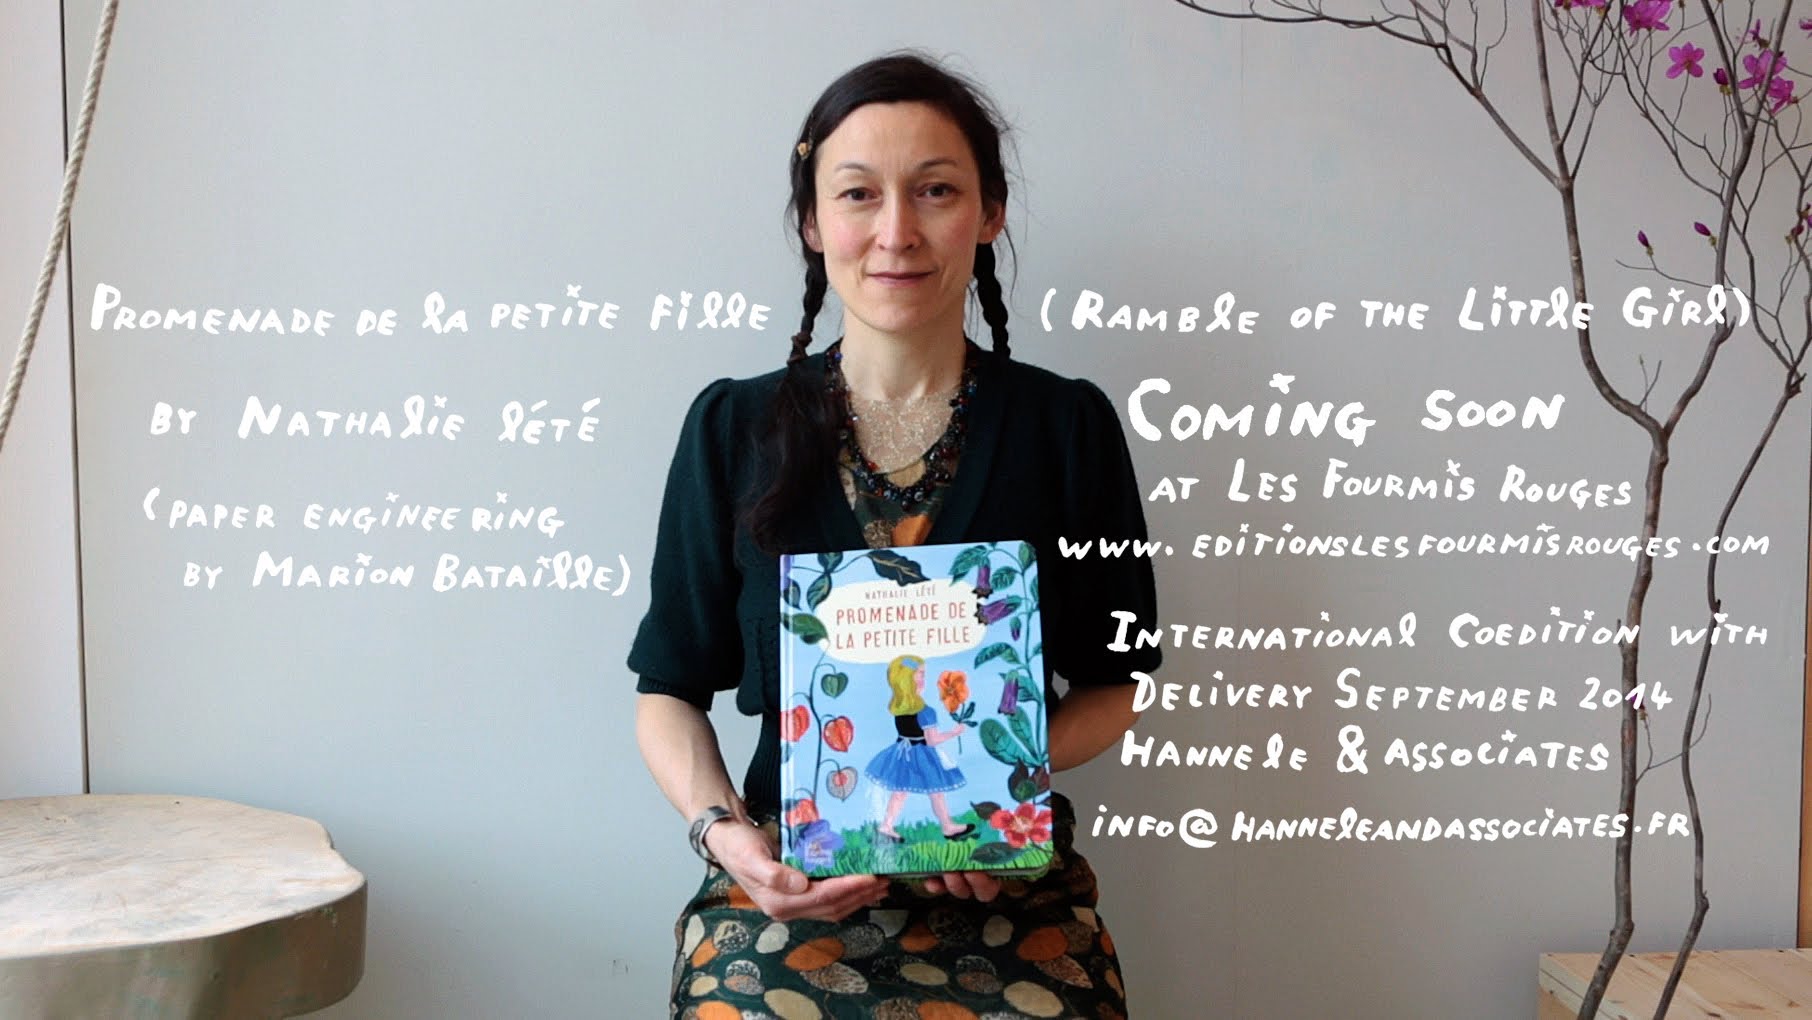 Promenade de la petite fille
by Nathalie Lété
(paper engineering
by Marion Bataille)
(Ramble of the Little Girl)
Coming soon
at Les Fourmis Rouges
www.editionslesfourmisrouges.com
International Coedition with
Delivery September 2014
Hannele & associates
info@hanneleandassociates.fr
NATHALIE LÉTÉ
PROMENADE DE
LA PETITE FILLE